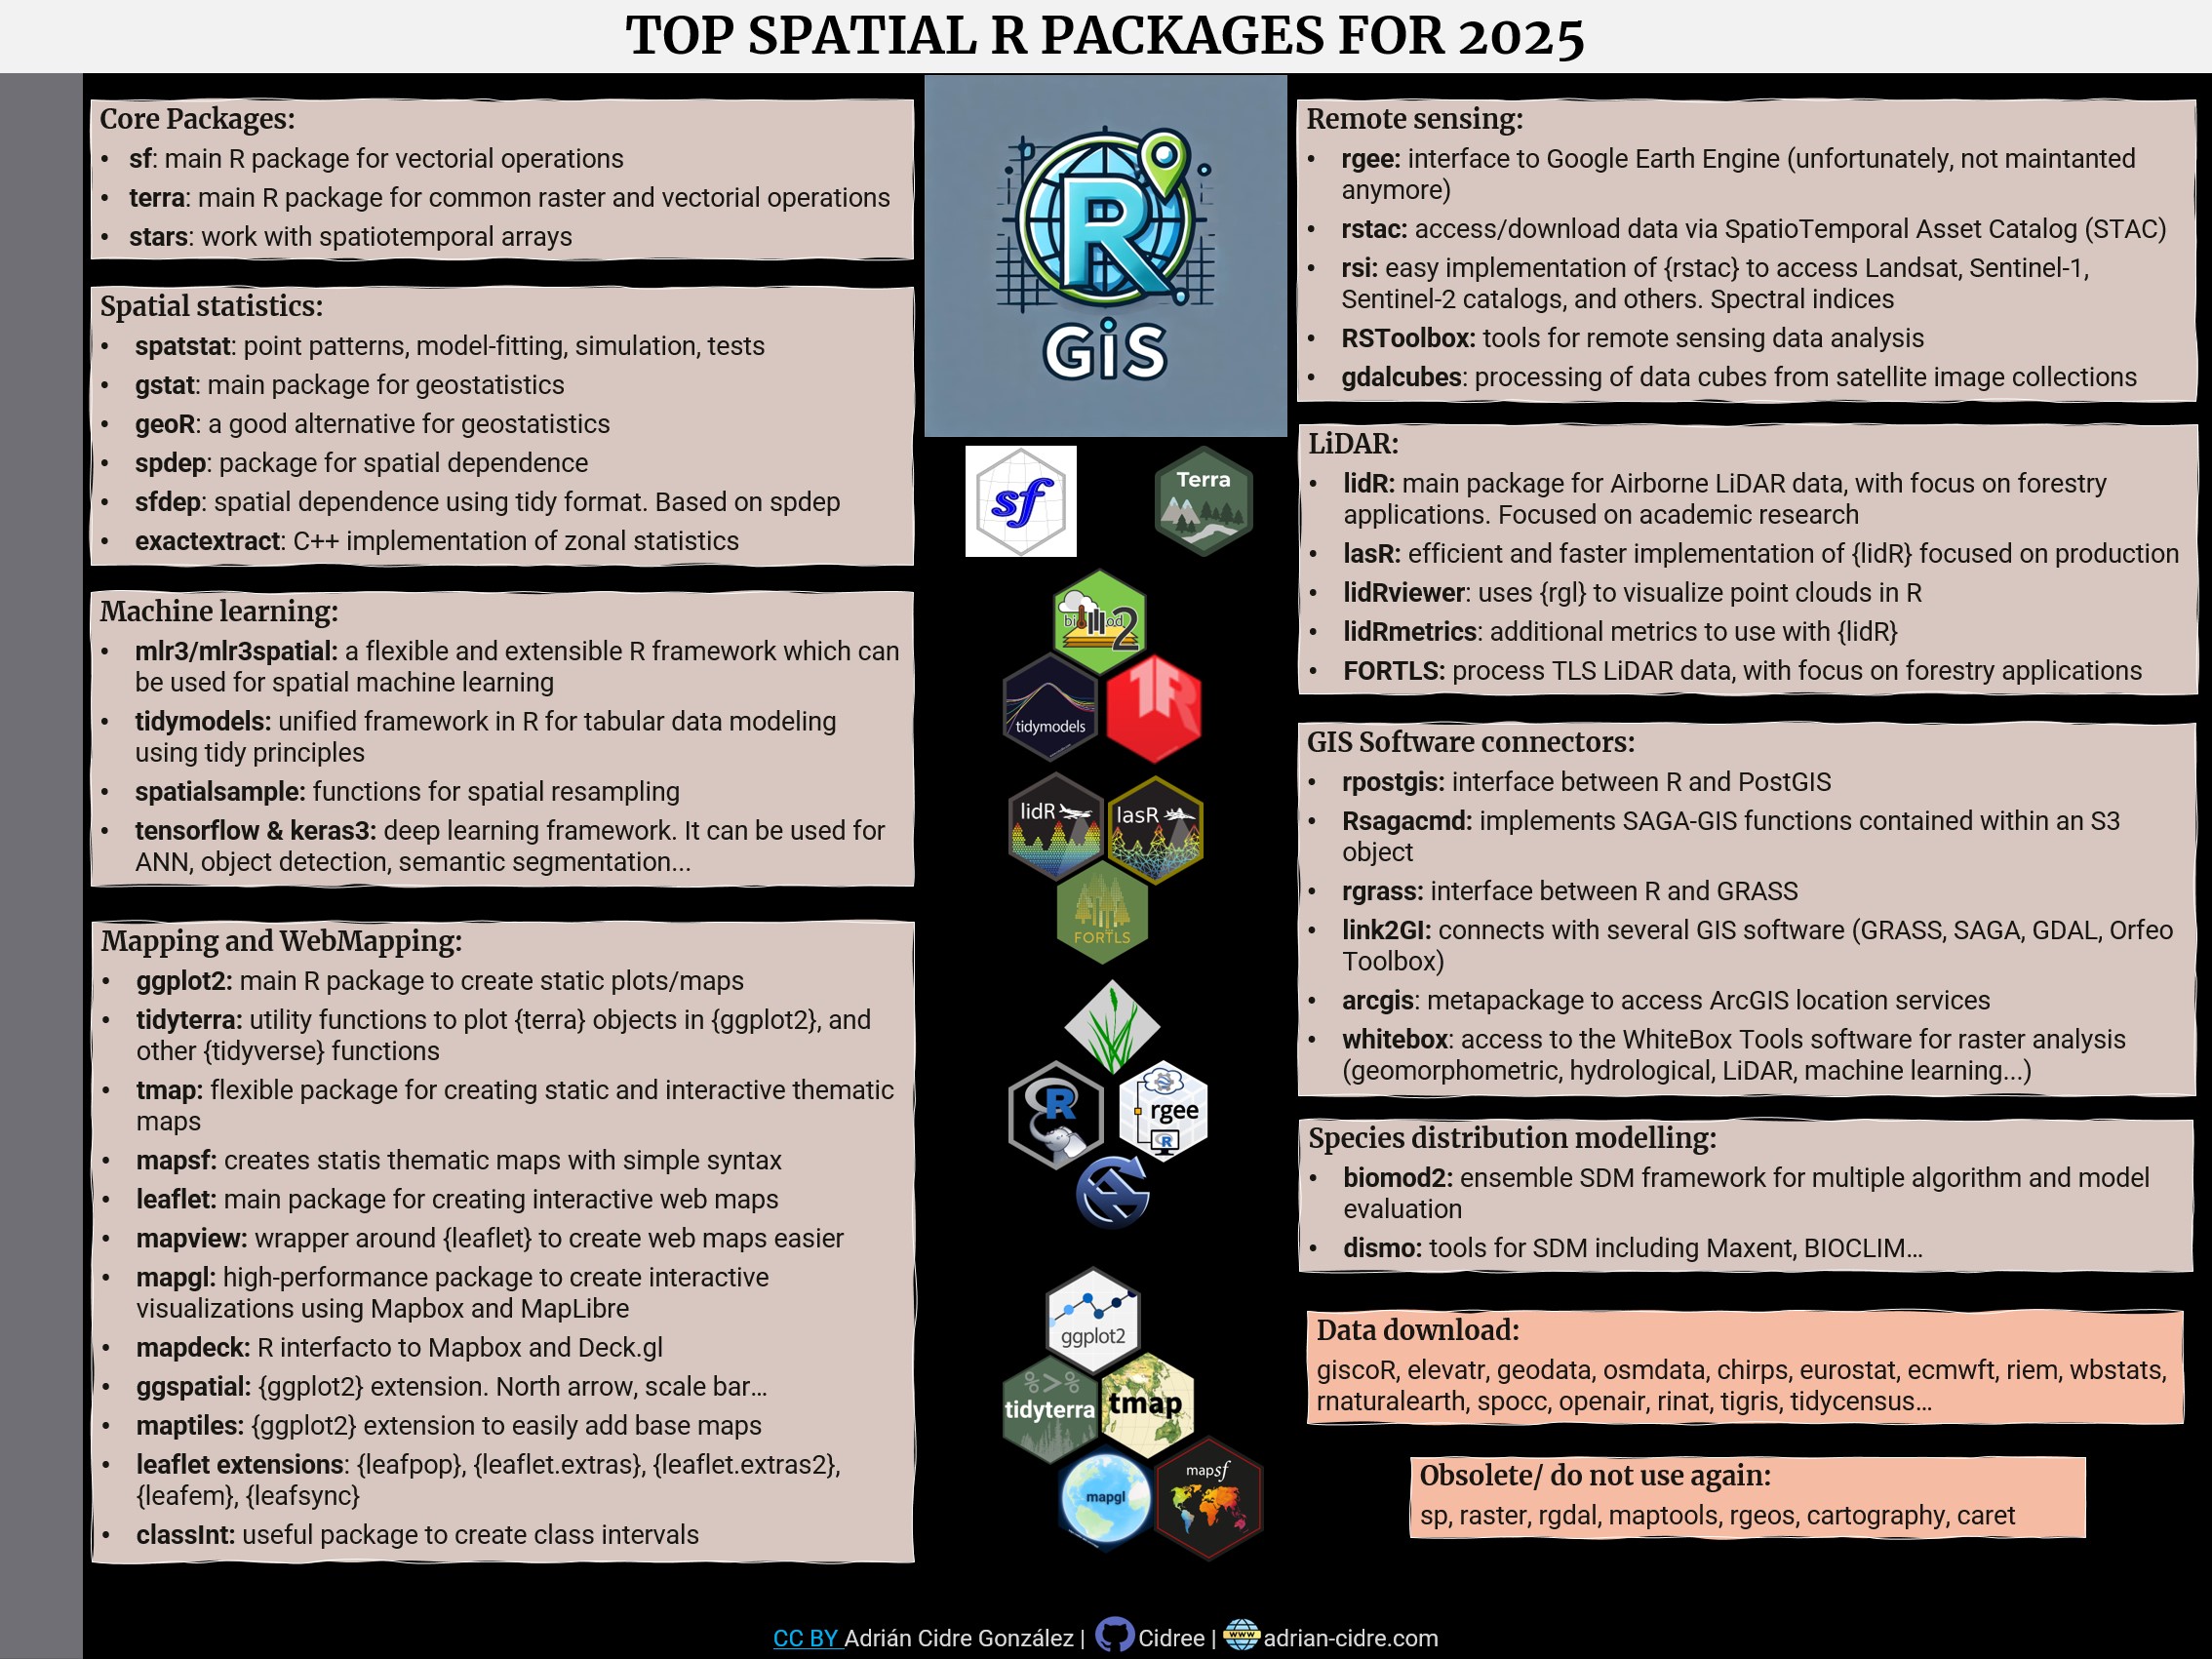 TOP SPATIAL R PACKAGES FOR 2025
Core Packages:
• sf: main R package for vectorial operations
• terra: main R package for common raster and vectorial operations
• stars: work with spatiotemporal arrays
Spatial statistics:
• spatstat: point patterns, model-fitting, simulation, tests
• gstat: main package for geostatistics
• geoR: a good alternative for geostatistics
• spdep: package for spatial dependence
• sfdep: spatial dependence using tidy format. Based on spdep
• exactextract: C++ implementation of zonal statistics
Machine learning:
• mlr3/mlr3spatial: a flexible and extensible R framework which can
be used for spatial machine learning
• tidymodels: unified framework in R for tabular data modeling
using tidy principles
• spatialsample: functions for spatial resampling
• tensorflow & keras3: deep learning framework. It can be used for
ANN, object detection, semantic segmentation...
Mapping and WebMapping:
• ggplot2: main R package to create static plots/maps
• tidyterra: utility functions to plot {terra} objects in {ggplot2}, and
other {tidyverse} functions
• tmap: flexible package for creating static and interactive thematic
maps
• mapsf: creates statis thematic maps with simple syntax
• leaflet: main package for creating interactive web maps
• mapview: wrapper around {leaflet} to create web maps easier
• mapgl: high-performance package to create interactive
visualizations using Mapbox and MapLibre
• mapdeck: R interfacto to Mapbox and Deck.gl
• ggspatial: {ggplot2} extension. North arrow, scale bar...
• maptiles: {ggplot2} extension to easily add base maps
• leaflet extensions: {leafpop}, {leaflet.extras}, {leaflet.extras2},
{leafem}, {leafsync}
• classInt: useful package to create class intervals
R
GiS
sf
Terra
biomod2
tidymodels
TR
lidR
lasR
FORTLS
R
rgee
R
ggplot2
%>%
tidyterra
tmap
mapgl
mapsf
Remote sensing:
• rgee: interface to Google Earth Engine (unfortunately, not maintanted
anymore)
• rstac: access/download data via SpatioTemporal Asset Catalog (STAC)
• rsi: easy implementation of {rstac} to access Landsat, Sentinel-1,
Sentinel-2 catalogs, and others. Spectral indices
• RSToolbox: tools for remote sensing data analysis
• gdalcubes: processing of data cubes from satellite image collections
LiDAR:
• lidR: main package for Airborne LiDAR data, with focus on forestry
applications. Focused on academic research
• lasR: efficient and faster implementation of {lidR} focused on production
• lidRviewer: uses {rgl} to visualize point clouds in R
• lidRmetrics: additional metrics to use with {lidR}
• FORTLS: process TLS LiDAR data, with focus on forestry applications
GIS Software connectors:
• rpostgis: interface between R and PostGIS
• Rsagacmd: implements SAGA-GIS functions contained within an S3
object
• rgrass: interface between R and GRASS
• link2GI: connects with several GIS software (GRASS, SAGA, GDAL, Orfeo
Toolbox)
• arcgis: metapackage to access ArcGIS location services
• whitebox: access to the WhiteBox Tools software for raster analysis
(geomorphometric, hydrological, LiDAR, machine learning...)
Species distribution modelling:
• biomod2: ensemble SDM framework for multiple algorithm and model
evaluation
• dismo: tools for SDM including Maxent, BIOCLIM...
Data download:
giscoR, elevatr, geodata, osmdata, chirps, eurostat, ecmwft, riem, wbstats,
rnaturalearth, spocc, openair, rinat, tigris, tidycensus...
Obsolete/ do not use again:
sp, raster, rgdal, maptools, rgeos, cartography, caret
CC BY Adrián Cidre González | Cidree | www adrian-cidre.com